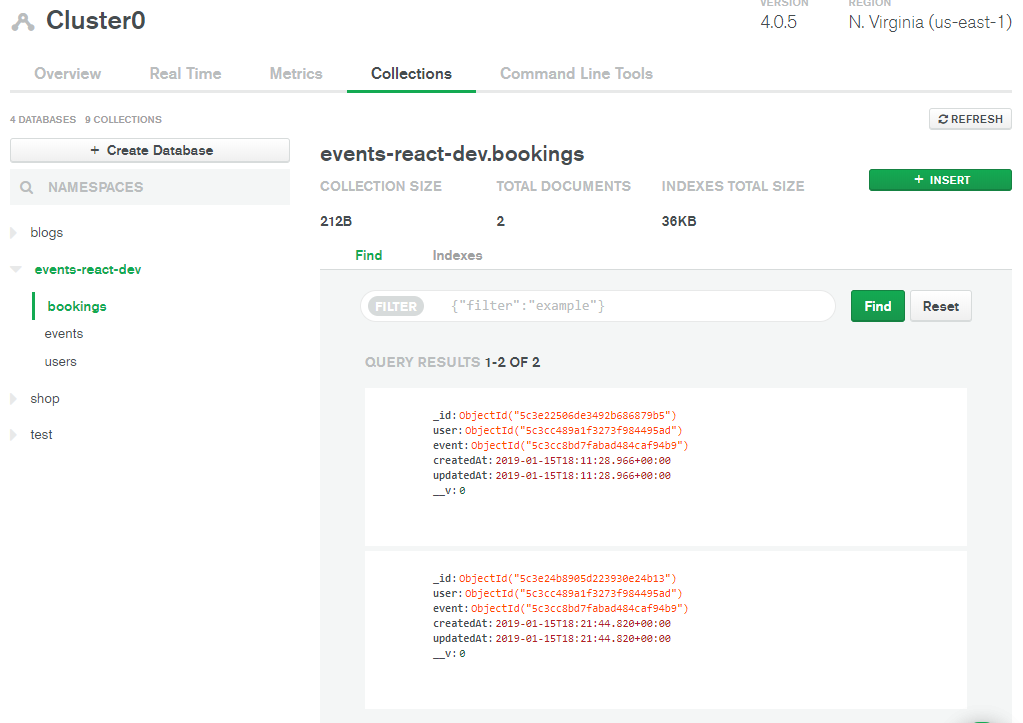 Cluster0
VERSION
4.0.5
REGION
N. Virginia (us-east-1)
Overview
Real Time
Metrics
Collections
Command Line Tools
4 DATABASES 9 COLLECTIONS
REFRESH
+ Create Database
NAMESPACES
blogs
events-react-dev
bookings
events
users
shop
test
events-react-dev.bookings
COLLECTION SIZE
212B
TOTAL DOCUMENTS
2
INDEXES TOTAL SIZE
36KB
+ INSERT
Find
Indexes
FILTER
{"filter":"example"}
Find
Reset
QUERY RESULTS 1-2 OF 2
_id:ObjectId("5c3e22506de3492b686879b5")
user:ObjectId("5c3cc489a1f3273f984495ad")
event:ObjectId("5c3cc8bd7fabad484caf94b9")
createdAt:2019-01-15T18:11:28.966+00:00
updatedAt:2019-01-15T18:11:28.966+00:00
__v:0
_id:ObjectId("5c3e24b8905d223930e24b13")
user:ObjectId("5c3cc489a1f3273f984495ad")
event:ObjectId("5c3cc8bd7fabad484caf94b9")
createdAt:2019-01-15T18:21:44.820+00:00
updatedAt:2019-01-15T18:21:44.820+00:00
__v:0